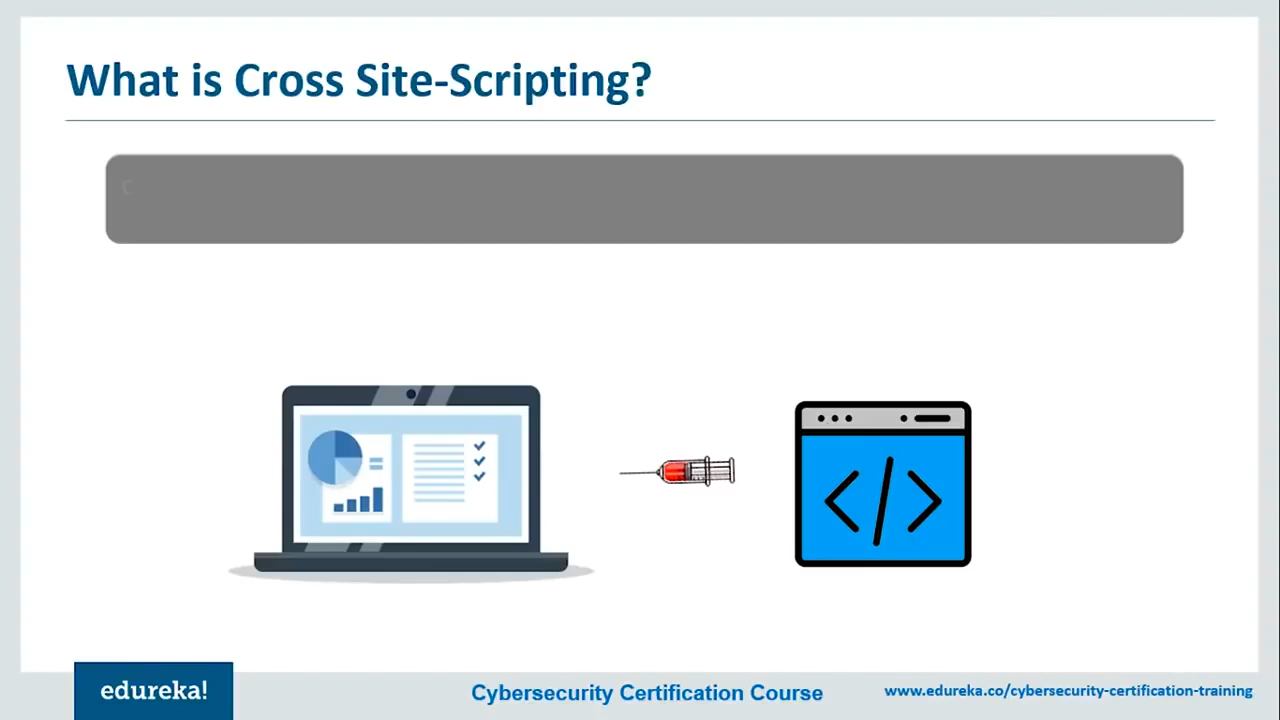 What is Cross Site-Scripting?
C
</>
edureka!
Cybersecurity Certification Course
www.edureka.co/cybersecurity-certification-training